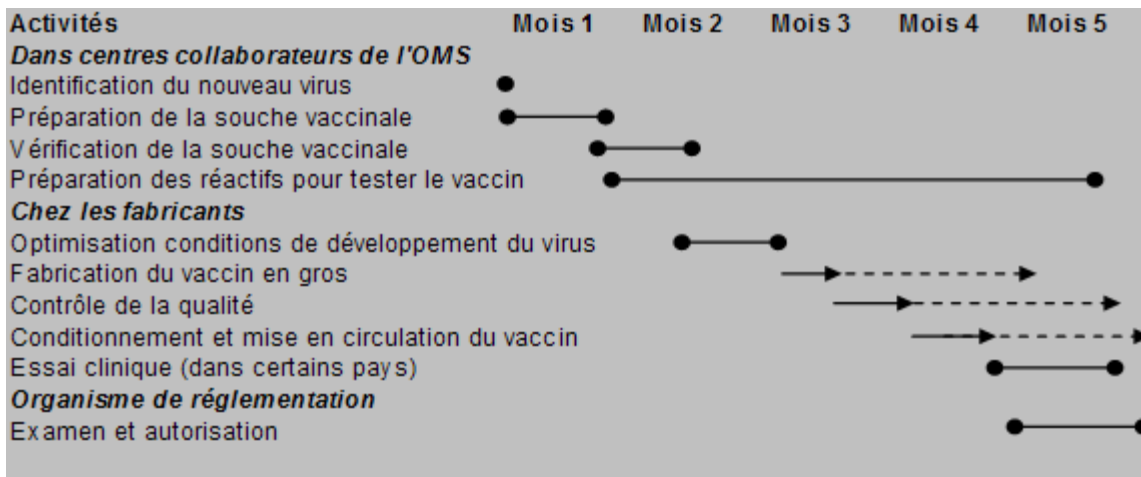 Activités Mois 1 Mois 2 Mois 3 Mois 4 Mois 5
Dans centres collaborateurs de l'OMS
Identification du nouveau virus
Préparation de la souche vaccinale
Vérification de la souche vaccinale
Préparation des réactifs pour tester le vaccin
Chez les fabricants
Optimisation conditions de développement du virus
Fabrication du vaccin en gros
Contrôle de la qualité
Conditionnement et mise en circulation du vaccin
Essai clinique (dans certains pays)
Organisme de réglementation
Examen et autorisation